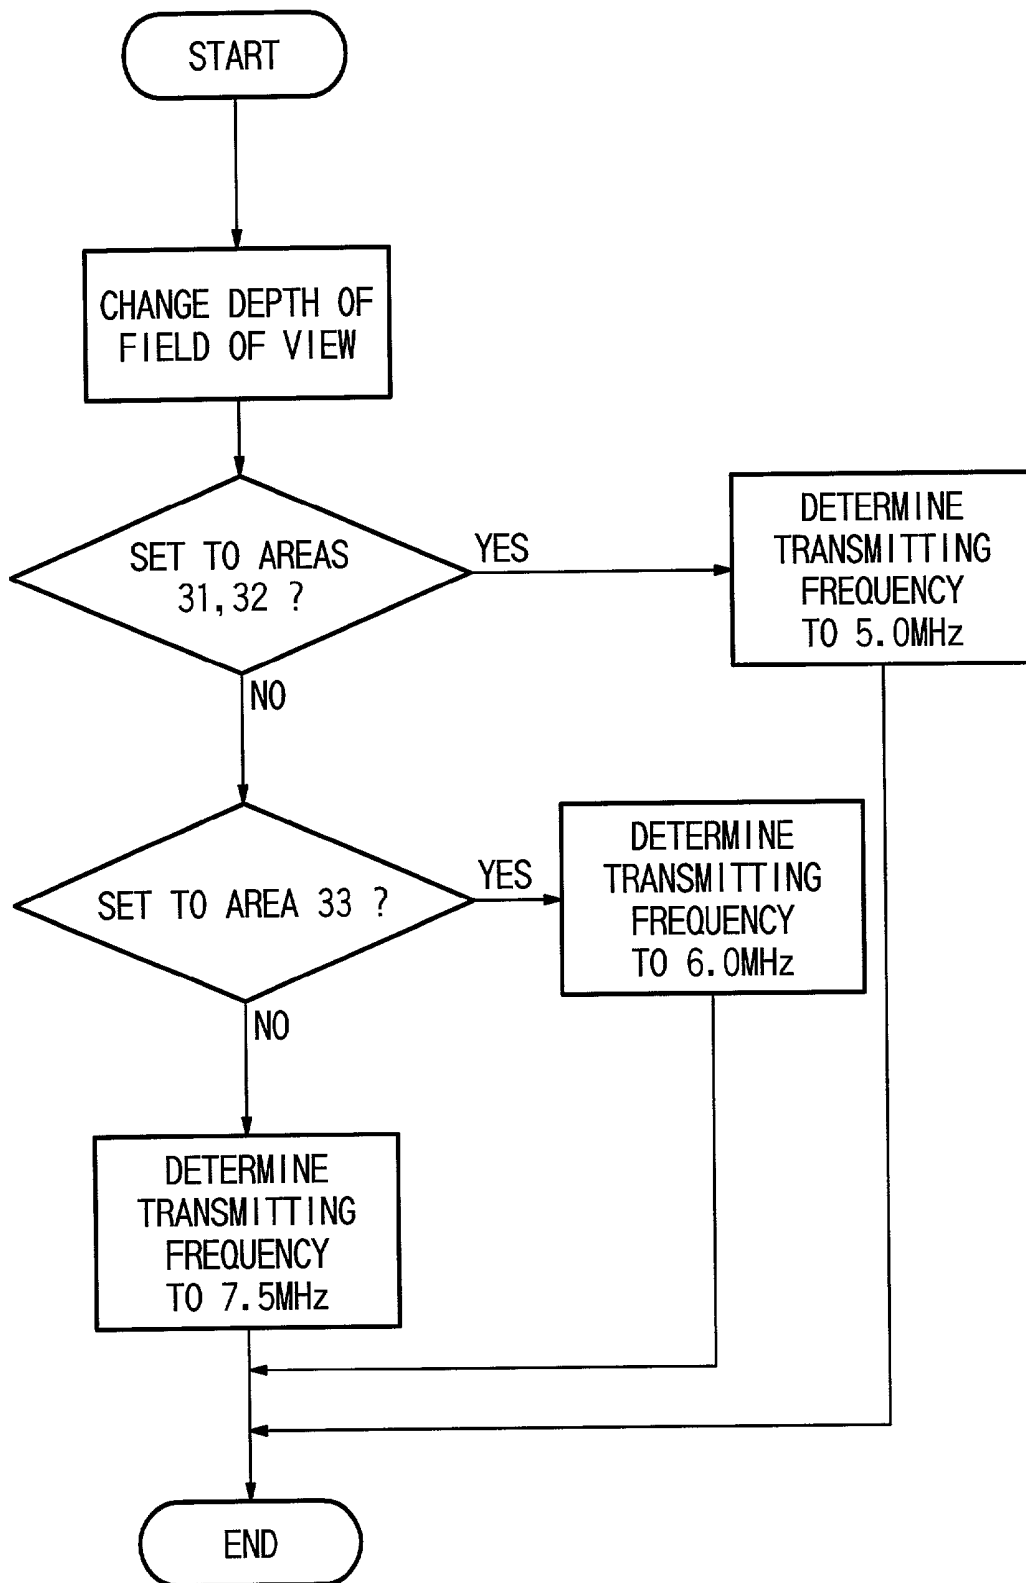 START
CHANGE DEPTH OF
FIELD OF VIEW
SET TO AREAS
31,32 ?
YES
DETERMINE
TRANSMITTING
FREQUENCY
TO 5.0MHz
NO
SET TO AREA 33 ?
YES
DETERMINE
TRANSMITTING
FREQUENCY
TO 6.0MHz
NO
DETERMINE
TRANSMITTING
FREQUENCY
TO 7.5MHz
END